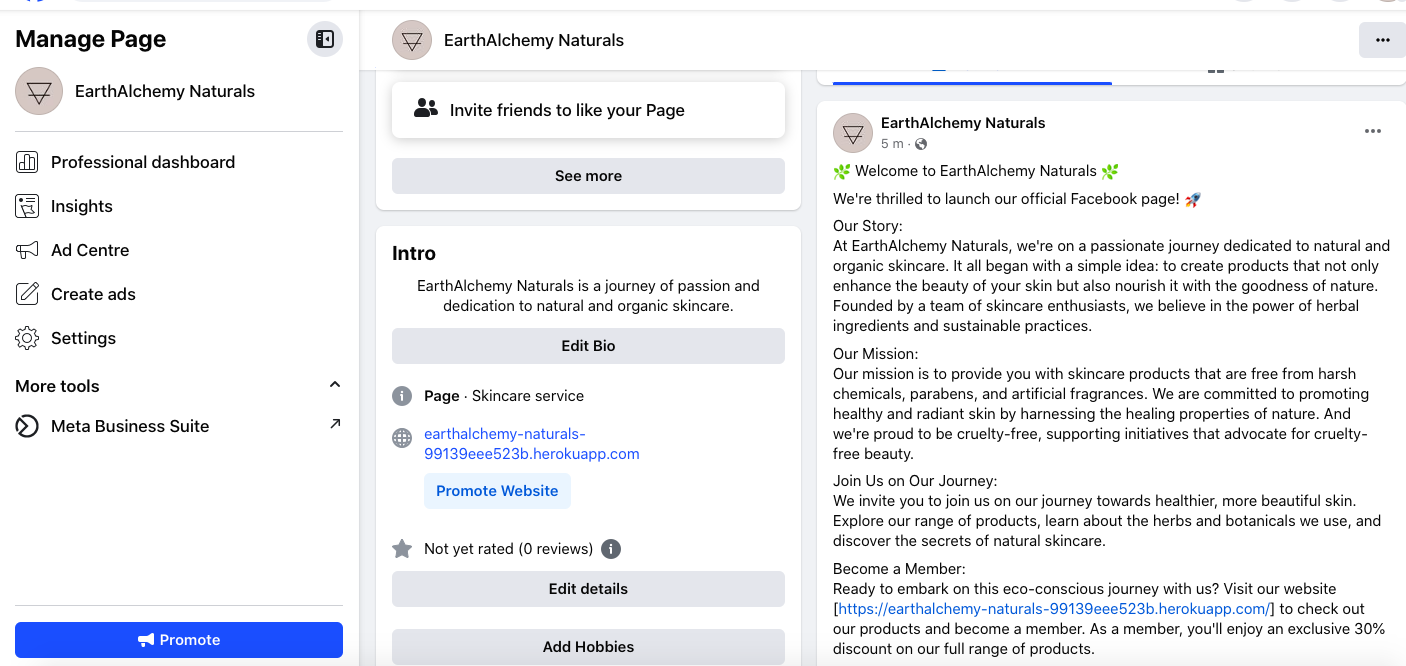 Manage Page
EarthAlchemy Naturals
Professional dashboard
Insights
Ad Centre
Create ads
Settings
More tools
Meta Business Suite
Promote
EarthAlchemy Naturals
Invite friends to like your Page
See more
Intro
EarthAlchemy Naturals is a journey of passion and
dedication to natural and organic skincare.
Edit Bio
Page · Skincare service
earthalchemy-naturals-
99139eee523b.herokuapp.com
Promote Website
Not yet rated (0 reviews)
Edit details
Add Hobbies
EarthAlchemy Naturals
5 m ·
🌿 Welcome to EarthAlchemy Naturals 🌿
We're thrilled to launch our official Facebook page! 🚀
Our Story:
At EarthAlchemy Naturals, we're on a passionate journey dedicated to natural and
organic skincare. It all began with a simple idea: to create products that not only
enhance the beauty of your skin but also nourish it with the goodness of nature.
Founded by a team of skincare enthusiasts, we believe in the power of herbal
ingredients and sustainable practices.
Our Mission:
Our mission is to provide you with skincare products that are free from harsh
chemicals, parabens, and artificial fragrances. We are committed to promoting
healthy and radiant skin by harnessing the healing properties of nature. And
we're proud to be cruelty-free, supporting initiatives that advocate for cruelty-
free beauty.
Join Us on Our Journey:
We invite you to join us on our journey towards healthier, more beautiful skin.
Explore our range of products, learn about the herbs and botanicals we use, and
discover the secrets of natural skincare.
Become a Member:
Ready to embark on this eco-conscious journey with us? Visit our website
[https://earthalchemy-naturals-99139eee523b.herokuapp.com/] to check out
our products and become a member. As a member, you'll enjoy an exclusive 30%
discount on our full range of products.